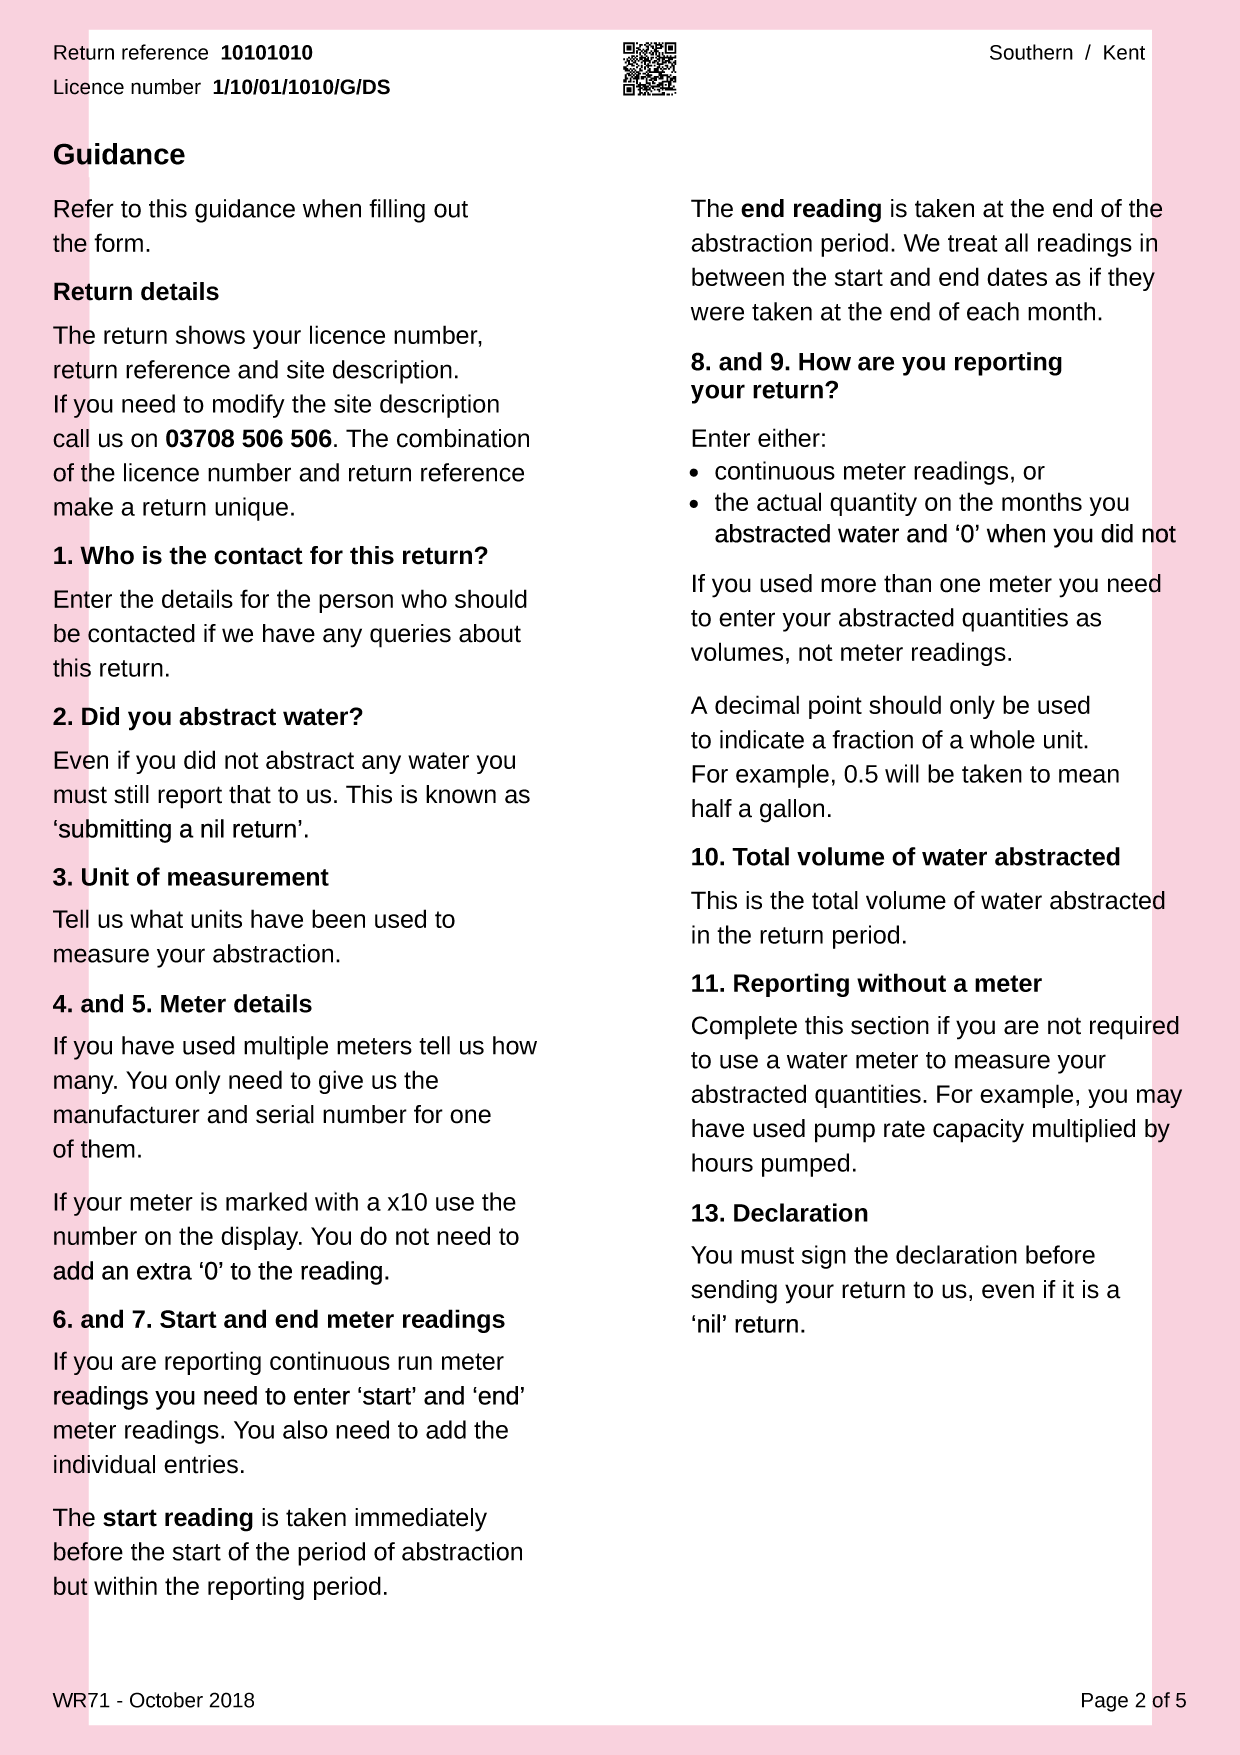 Return reference 10101010
Licence number 1/10/01/1010/G/DS
Southern / Kent
Guidance
Refer to this guidance when filling out
the form.
Return details
The return shows your licence number,
return reference and site description.
If you need to modify the site description
call us on 03708 506 506. The combination
of the licence number and return reference
make a return unique.
1. Who is the contact for this return?
Enter the details for the person who should
be contacted if we have any queries about
this return.
2. Did you abstract water?
Even if you did not abstract any water you
must still report that to us. This is known as
‘submitting a nil return’.
3. Unit of measurement
Tell us what units have been used to
measure your abstraction.
4. and 5. Meter details
If you have used multiple meters tell us how
many. You only need to give us the
manufacturer and serial number for one
of them.
If your meter is marked with a x10 use the
number on the display. You do not need to
add an extra ‘0’ to the reading.
6. and 7. Start and end meter readings
If you are reporting continuous run meter
readings you need to enter ‘start’ and ‘end’
meter readings. You also need to add the
individual entries.
The start reading is taken immediately
before the start of the period of abstraction
but within the reporting period.
The end reading is taken at the end of the
abstraction period. We treat all readings in
between the start and end dates as if they
were taken at the end of each month.
8. and 9. How are you reporting
your return?
Enter either:
• continuous meter readings, or
• the actual quantity on the months you
abstracted water and ‘0’ when you did not
If you used more than one meter you need
to enter your abstracted quantities as
volumes, not meter readings.
A decimal point should only be used
to indicate a fraction of a whole unit.
For example, 0.5 will be taken to mean
half a gallon.
10. Total volume of water abstracted
This is the total volume of water abstracted
in the return period.
11. Reporting without a meter
Complete this section if you are not required
to use a water meter to measure your
abstracted quantities. For example, you may
have used pump rate capacity multiplied by
hours pumped.
13. Declaration
You must sign the declaration before
sending your return to us, even if it is a
‘nil’ return.
WR71 - October 2018
Page 2 of 5